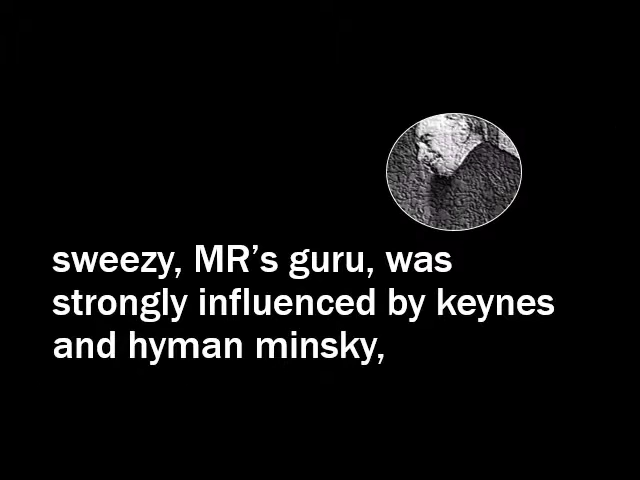 sweezy, MR’s guru, was
strongly influenced by keynes
and hyman minsky,